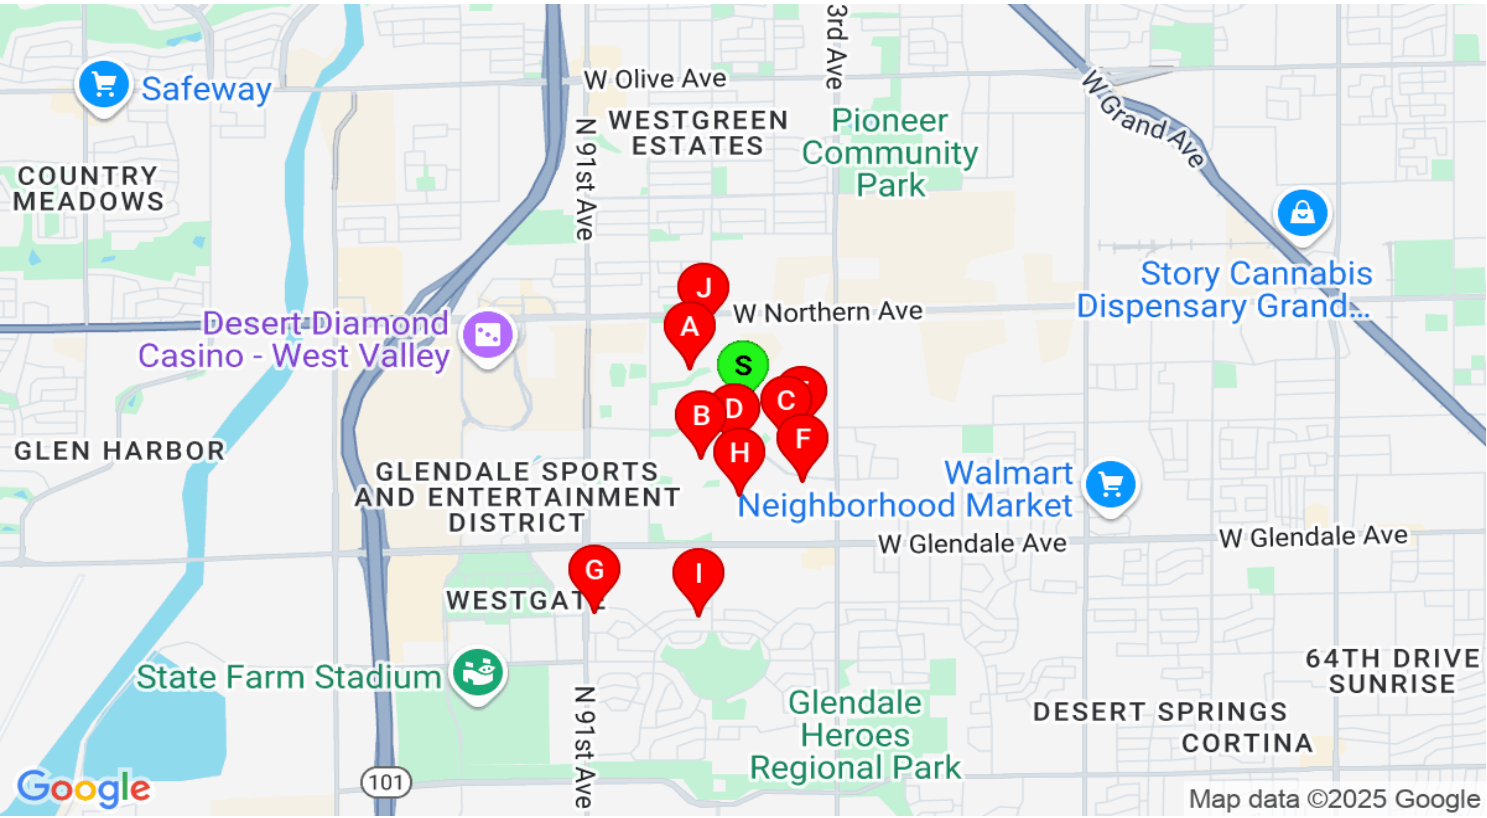 3rd Ave
W Olive Ave
Safeway
W Grand Ave
WESTGREEN
ESTATES
Pioneer
Community
Park
N 91st Ave
COUNTRY
MEADOWS
Story Cannabis
Dispensary Grand...
J
W Northern Ave
A
Desert Diamond
Casino - West Valley
S
C
D
B
F
H
GLEN HARBOR
GLENDALE SPORTS
AND ENTERTAINMENT
DISTRICT
Walmart
Neighborhood Market
W Glendale Ave
W Glendale Ave
G
I
WESTGATE
State Farm Stadium
64TH DRIVE
SUNRISE
N 91st Ave
Glendale
Heroes
Regional Park
DESERT SPRINGS
CORTINA
101
Google
Map data ©2025 Google